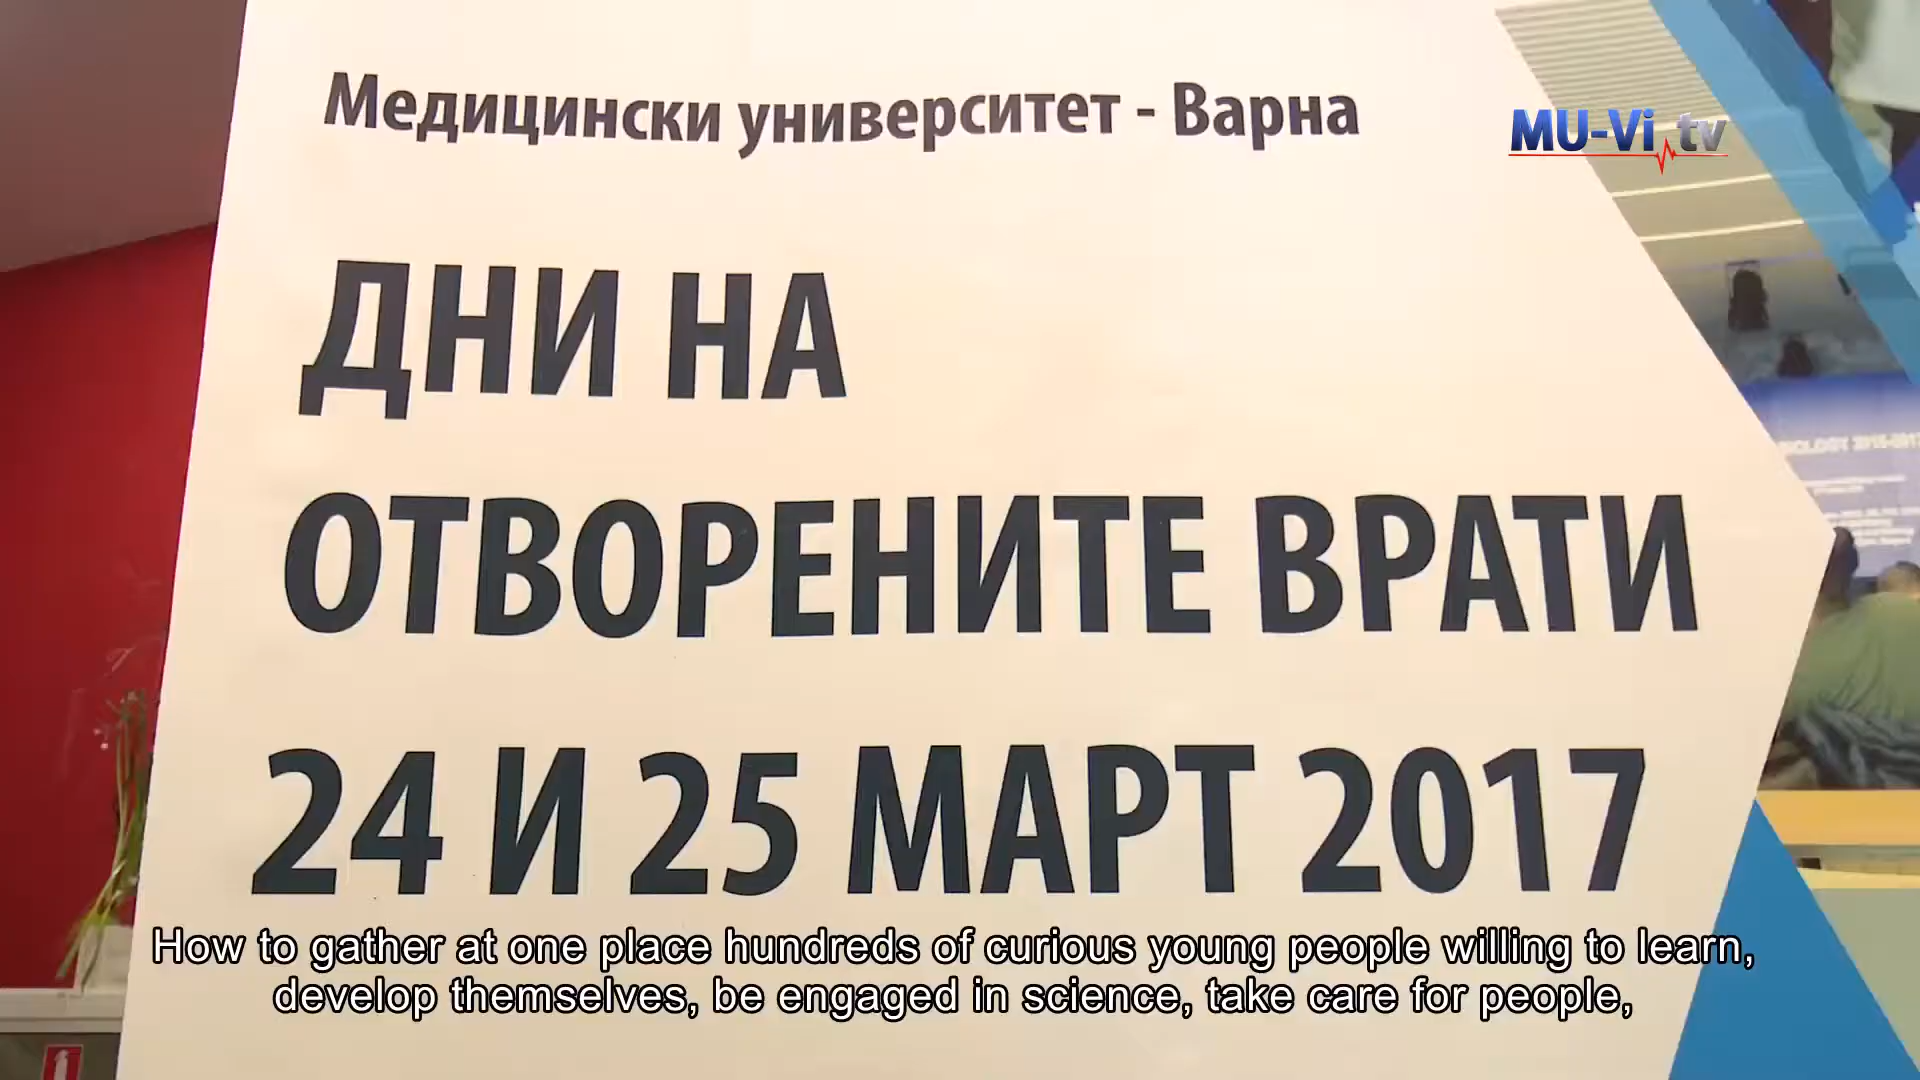 Медицински университет - Варна
MU-Vi.tv
ДНИ НА
ОТВОРЕНИТЕ ВРАТИ
24 И 25 МАРТ 2017
How to gather at one place hundreds of curious young people willing to learn,
develop themselves, be engaged in science, take care for people,